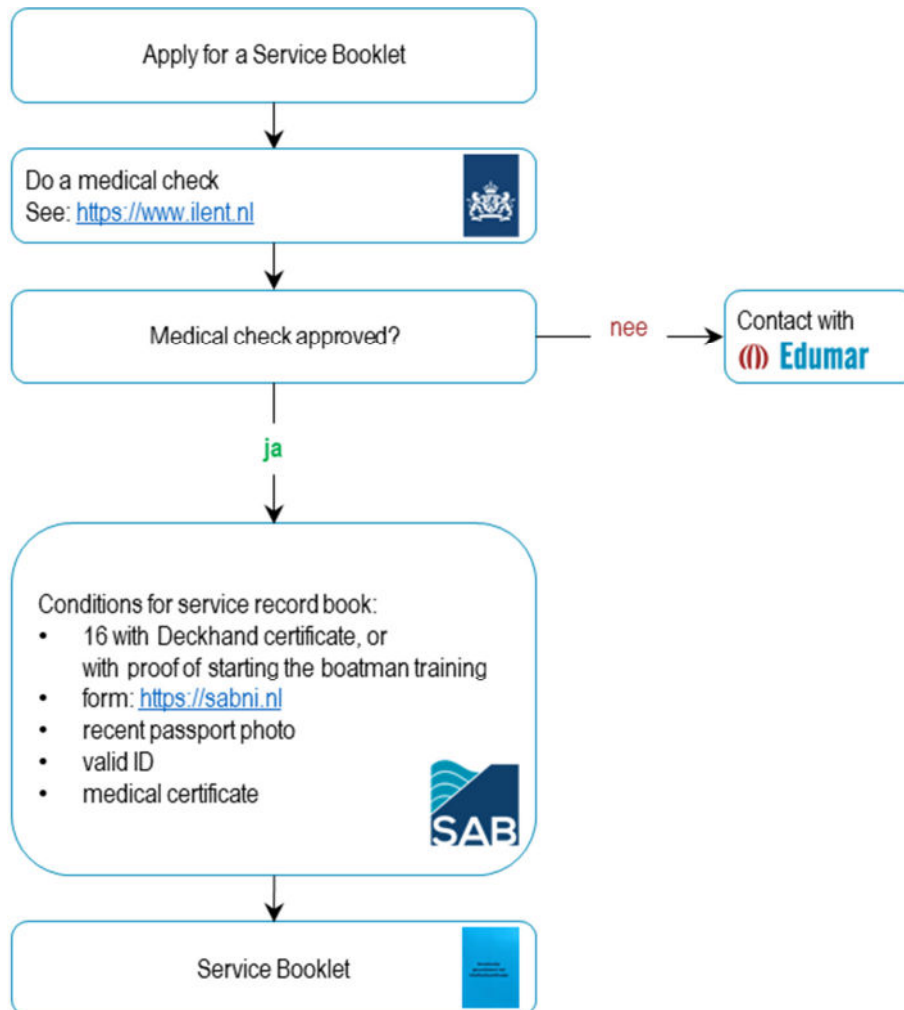 Apply for a Service Booklet
Do a medical check
See: https://www.ilent.nl
Medical check approved?
nee
Contact with
Edumar
ja
Conditions for service record book:
• 16 with Deckhand certificate, or
with proof of starting the boatman training
• form: https://sabni.nl
• recent passport photo
• valid ID
• medical certificate
SAB
Service Booklet